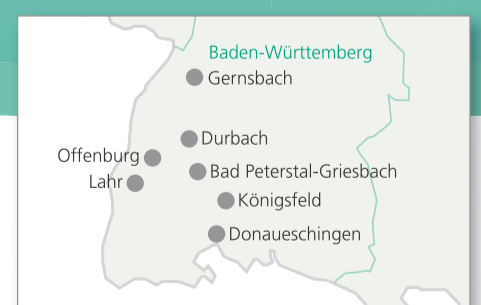 Baden-Württemberg
Gernsbach
Durbach
Offenburg
Bad Peterstal-Griesbach
Lahr
Königsfeld
Donaueschingen